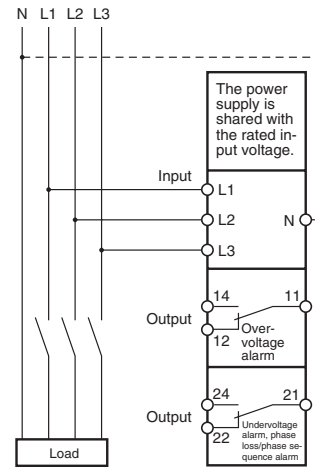 N L1 L2 L3
The power
supply is
shared with
the rated in-
put voltage.
Input
L1
L2
N
L3
14 11
Output
12
Over-
voltage
alarm
24 21
Output
22
Undervoltage
alarm, phase
loss/phase se-
quence alarm
Load